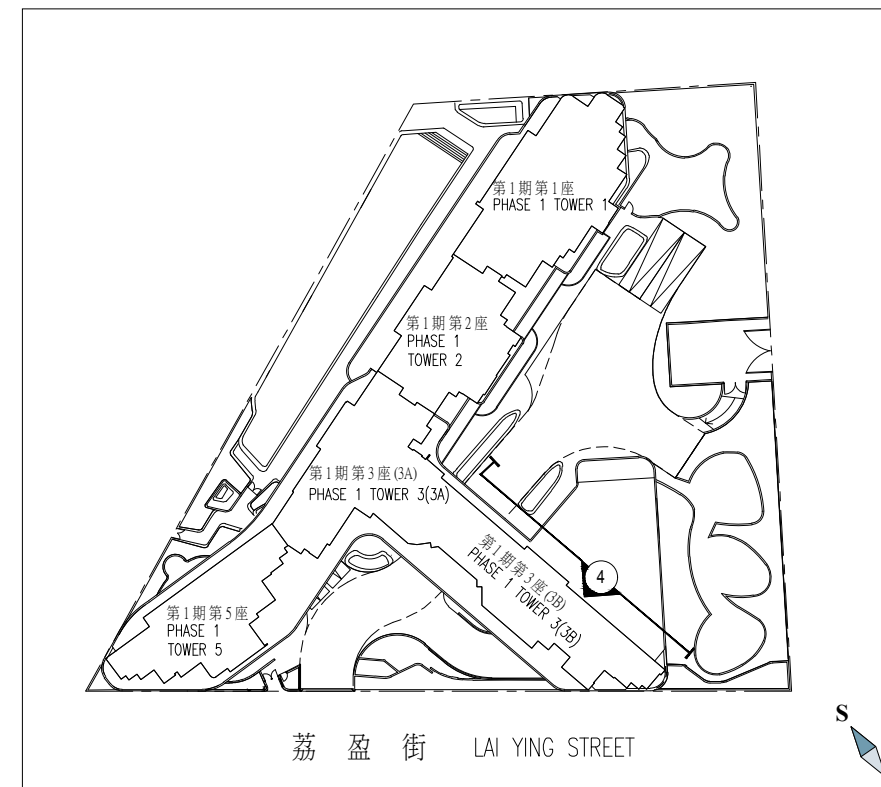 第1期第1座
PHASE 1 TOWER 1
第1期第2座
PHASE 1
TOWER 2
第1期第3座(3A)
PHASE 1 TOWER 3(3A)
第1期第3座(3B)
PHASE 1 TOWER 3(3B)
4
第1期第5座
PHASE 1
TOWER 5
S
荔盈街 LAI YING STREET